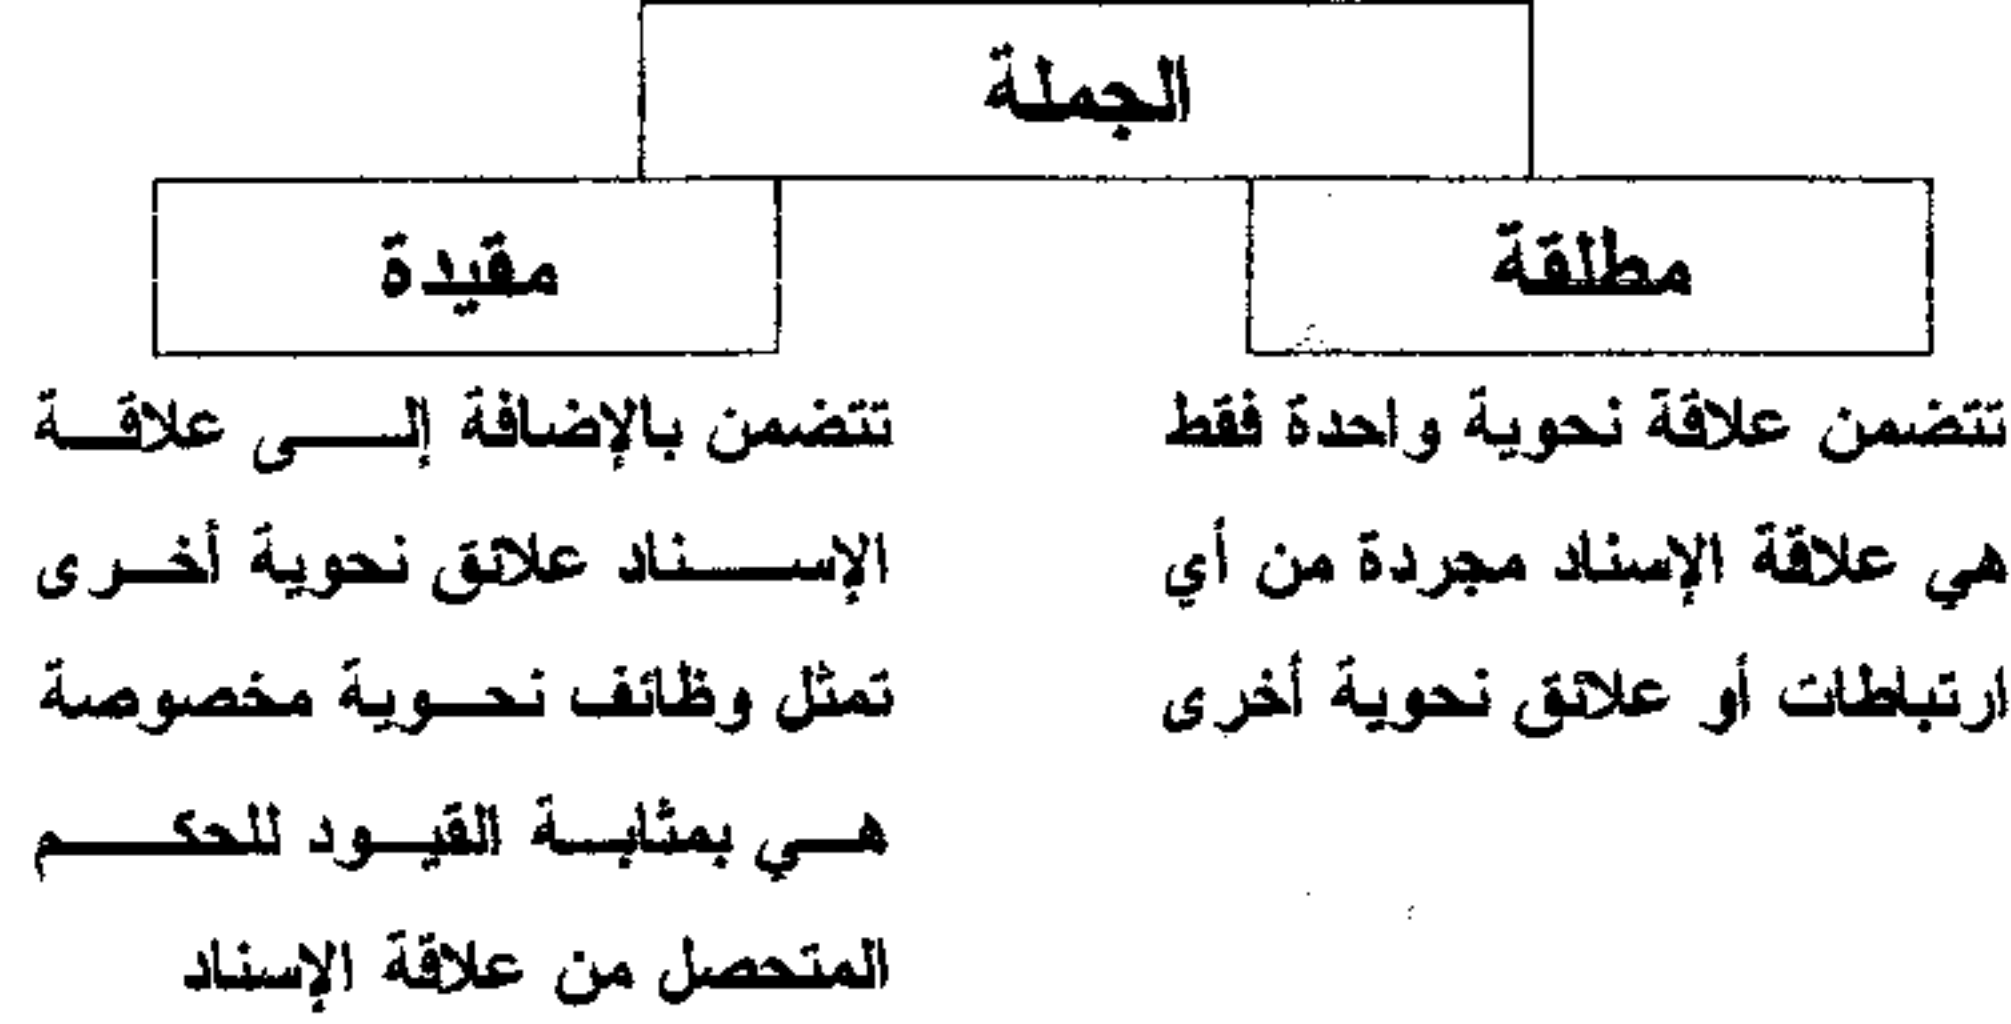 الجملة
مطلقة
مقيدة
تتضمن علاقة نحوية واحدة فقط
هي علاقة الإسناد مجردة من أي
ارتباطات أو علائق نحوية أخرى
تتضمن بالإضافة إلى علاقة
الإسناد علائق نحوية أخرى
تمثل وظائف نحوية مخصوصة
هي بمثابة القيود للحكم
المتحصل من علاقة الإسناد